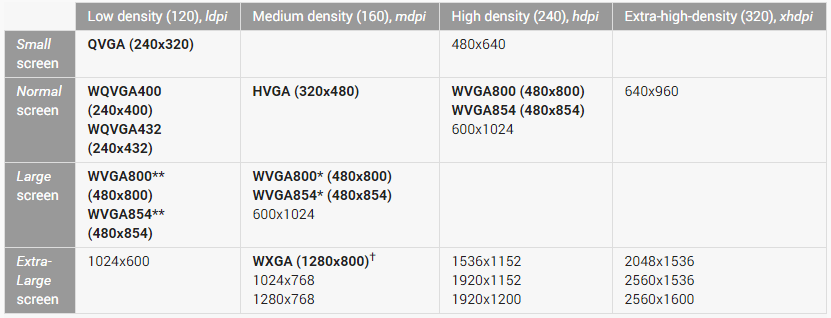 Low density (120), ldpi
Medium density (160), mdpi
High density (240), hdpi
Extra-high-density (320), xhdpi
Small
screen
QVGA (240x320)
480x640
Normal
screen
WQVGA400
(240x400)
WQVGA432
(240x432)
HVGA (320x480)
WVGA800 (480x800)
WVGA854 (480x854)
600x1024
640x960
Large
screen
WVGA800**
(480x800)
WVGA854**
(480x854)
WVGA800* (480x800)
WVGA854* (480x854)
600x1024
Extra-
Large
screen
1024x600
WXGA (1280x800)†
1024x768
1280x768
1536x1152
1920x1152
1920x1200
2048x1536
2560x1536
2560x1600